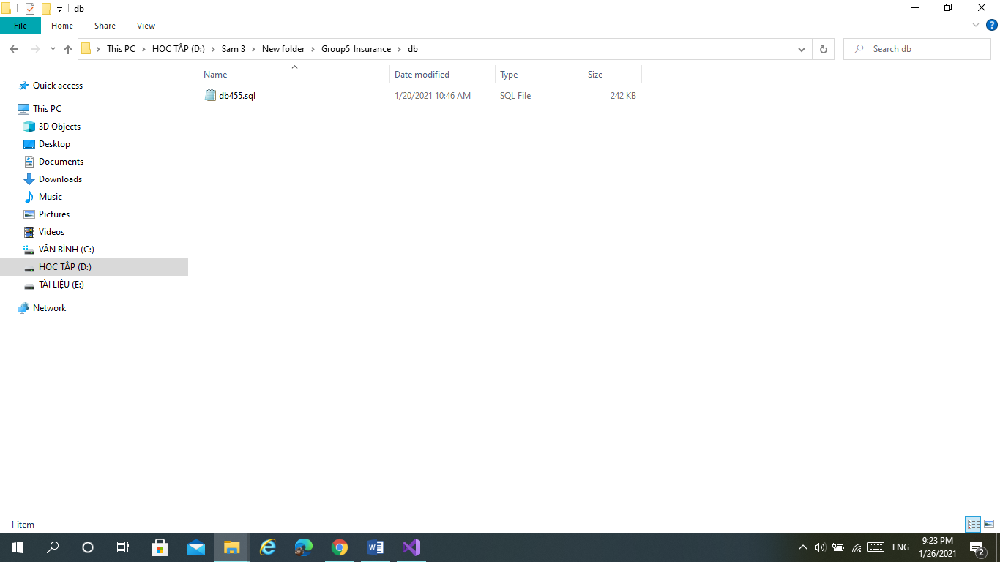 db
File Home Share View
This PC HỌC TẬP (D:) Sam 3 New folder Group5_Insurance db
Search db
Name Date modified Type Size
db455.sql 1/20/2021 10:46 AM SQL File 242 KB
Quick access
This PC
3D Objects
Desktop
Documents
Downloads
Music
Pictures
Videos
VĂN BÌNH (C:)
HỌC TẬP (D:)
TÀI LIỆU (E:)
Network
1 item
ENG
9:23 PM
1/26/2021
2